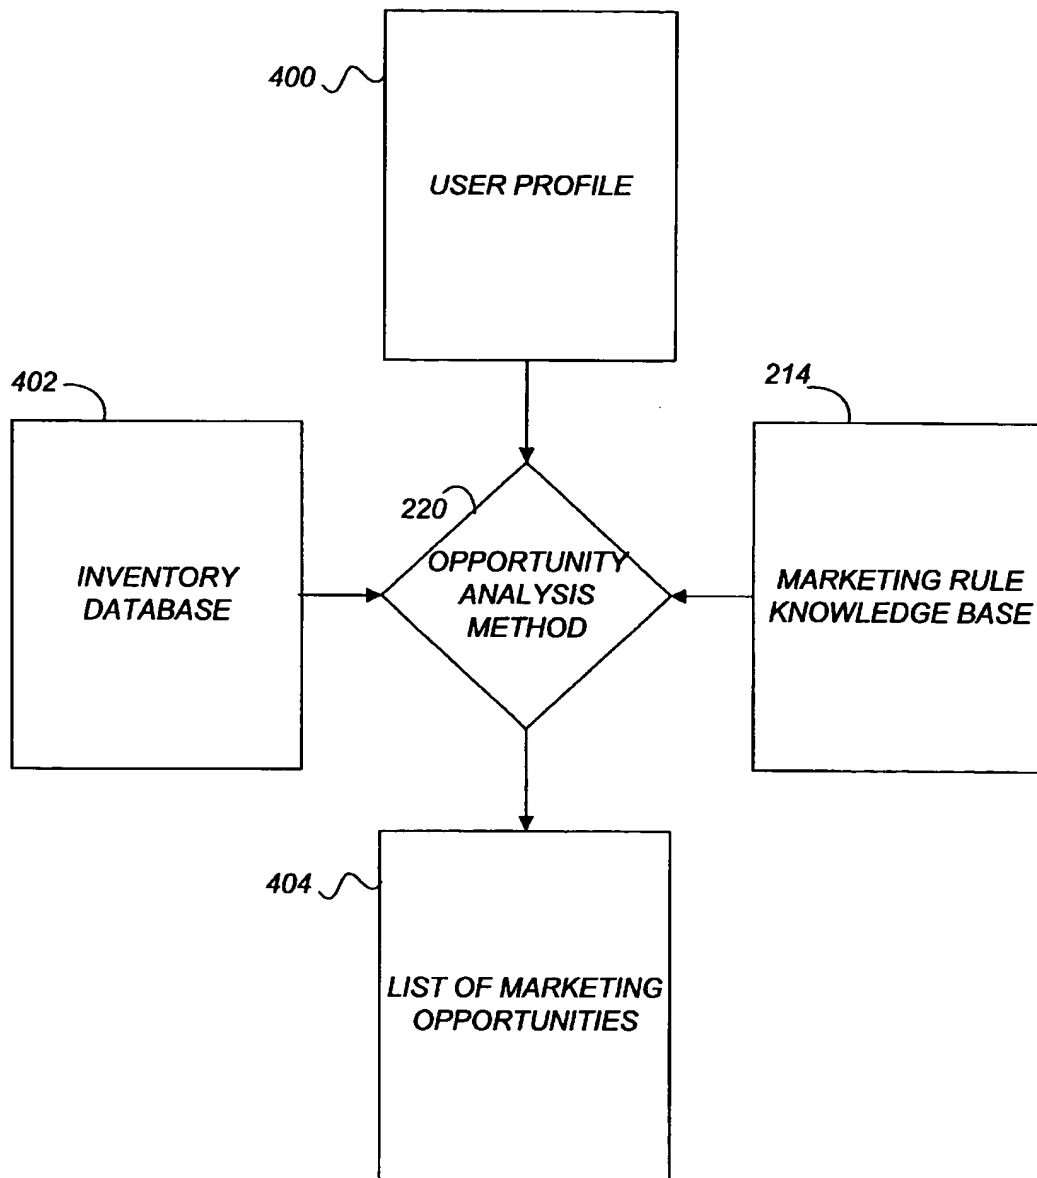 400
USER PROFILE
402
214
220
INVENTORY
DATABASE
OPPORTUNITY
ANALYSIS
METHOD
MARKETING RULE
KNOWLEDGE BASE
404
LIST OF MARKETING
OPPORTUNITIES